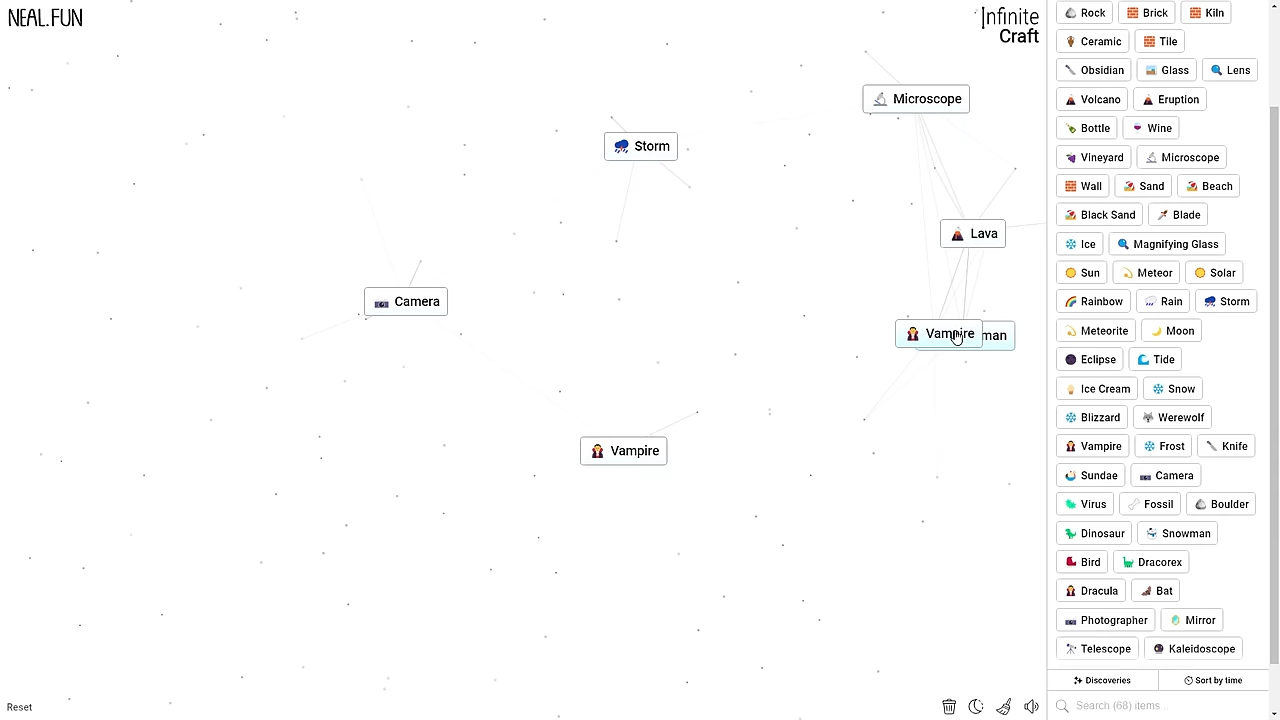 NEAL.FUN
Infinite
Craft
Microscope
Storm
Lava
Camera
Vampire
man
Vampire
Reset
Rock Brick Kiln
Ceramic Tile
Obsidian Glass Lens
Volcano Eruption
Bottle Wine
Vineyard Microscope
Wall Sand Beach
Black Sand Blade
Ice Magnifying Glass
Sun Meteor Solar
Rainbow Rain Storm
Meteorite Moon
Eclipse Tide
Ice Cream Snow
Blizzard Werewolf
Vampire Frost Knife
Sundae Camera
Virus Fossil Boulder
Dinosaur Snowman
Bird Dracorex
Dracula Bat
Photographer Mirror
Telescope Kaleidoscope
Discoveries Sort by time
Search (68) items...